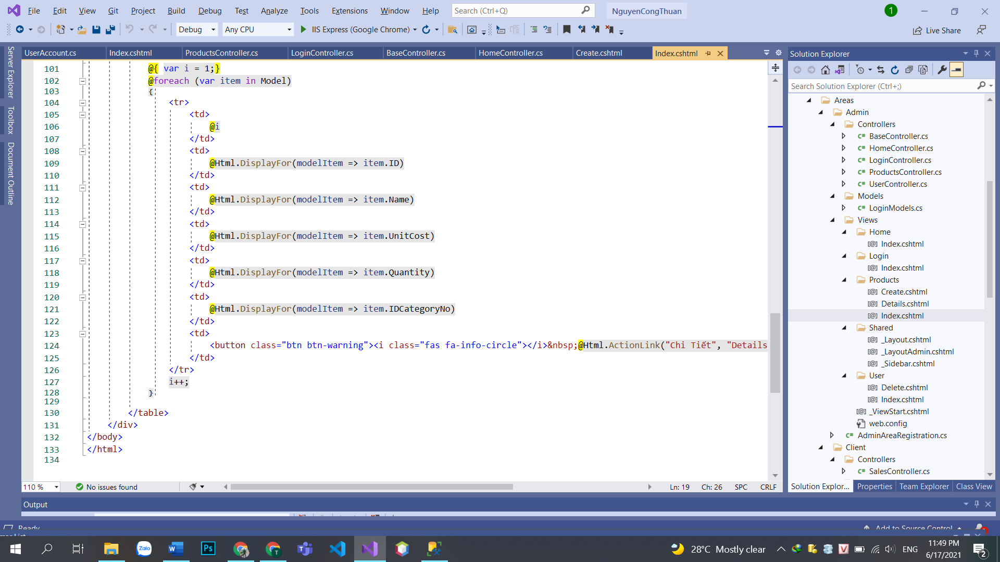 File Edit View Git Project Build Debug Test Analyze Tools Extensions Window Help Search (Ctrl+Q) NguyenCongThuan 1
Debug Any CPU IIS Express (Google Chrome) Live Share
Server Explorer
Toolbox
Document Outline
UserAccount.cs Index.cshtml ProductsController.cs LoginController.cs BaseController.cs HomeController.cs Create.cshtml Index.cshtml
101 @{ var i = 1;}
102 @foreach (var item in Model)
103 {
104 <tr>
105 <td>
106 @i
107 </td>
108 <td>
109 @Html.DisplayFor(modelItem => item.ID)
110 </td>
111 <td>
112 @Html.DisplayFor(modelItem => item.Name)
113 </td>
114 <td>
115 @Html.DisplayFor(modelItem => item.UnitCost)
116 </td>
117 <td>
118 @Html.DisplayFor(modelItem => item.Quantity)
119 </td>
120 <td>
121 @Html.DisplayFor(modelItem => item.IDCategoryNo)
122 </td>
123 <td>
124 <button class="btn btn-warning"><i class="fas fa-info-circle"></i>&nbsp;@Html.ActionLink("Chi Tiết", "Details
125 </td>
126 </tr>
127 i++;
128 }
129
130 </table>
131 </div>
132 </body>
133 </html>
134
110 % No issues found Ln: 19 Ch: 26 SPC CRLF
Solution Explorer
Search Solution Explorer (Ctrl+;)
Areas
Admin
Controllers
C# BaseController.cs
C# HomeController.cs
C# LoginController.cs
C# ProductsController.cs
C# UserController.cs
Models
C# LoginModels.cs
Views
Home
[@] Index.cshtml
Login
[@] Index.cshtml
Products
[@] Create.cshtml
[@] Details.cshtml
[@] Index.cshtml
Shared
[@] _Layout.cshtml
[@] _LayoutAdmin.cshtml
[@] _Sidebar.cshtml
User
[@] Delete.cshtml
[@] Index.cshtml
[@] _ViewStart.cshtml
web.config
C# AdminAreaRegistration.cs
Client
Controllers
C# SalesController.cs
Solution Explor... Properties Team Explorer Class View
Output
Ready Add to Source Control
Zalo W Ps T V 28°C Mostly clear ENG 11:49 PM
6/17/2021 2